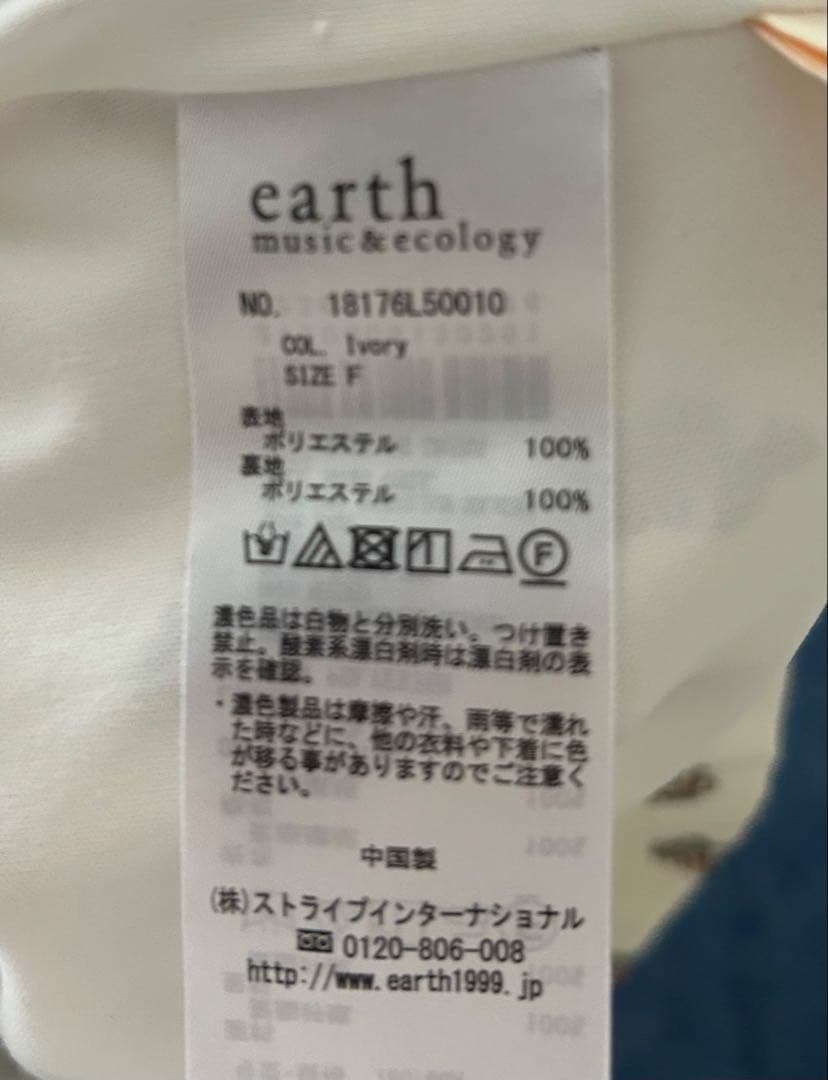 earth
music&ecology
NO. 18176L50010
COL. Ivory
SIZE F
表地
ポリエステル 100%
裏地
ポリエステル 100%
F
濃色品は白物と分別洗い。つけ置き
禁止。酸素系漂白剤時は漂白剤の表
示を確認。
・濃色製品は摩擦や汗、雨等で濡れ
た時などに、他の衣料や下着に色
が移る事がありますのでご注意く
ださい。
中国製
(株)ストライプインターナショナル
0120-806-008
http://www.earth1999.jp